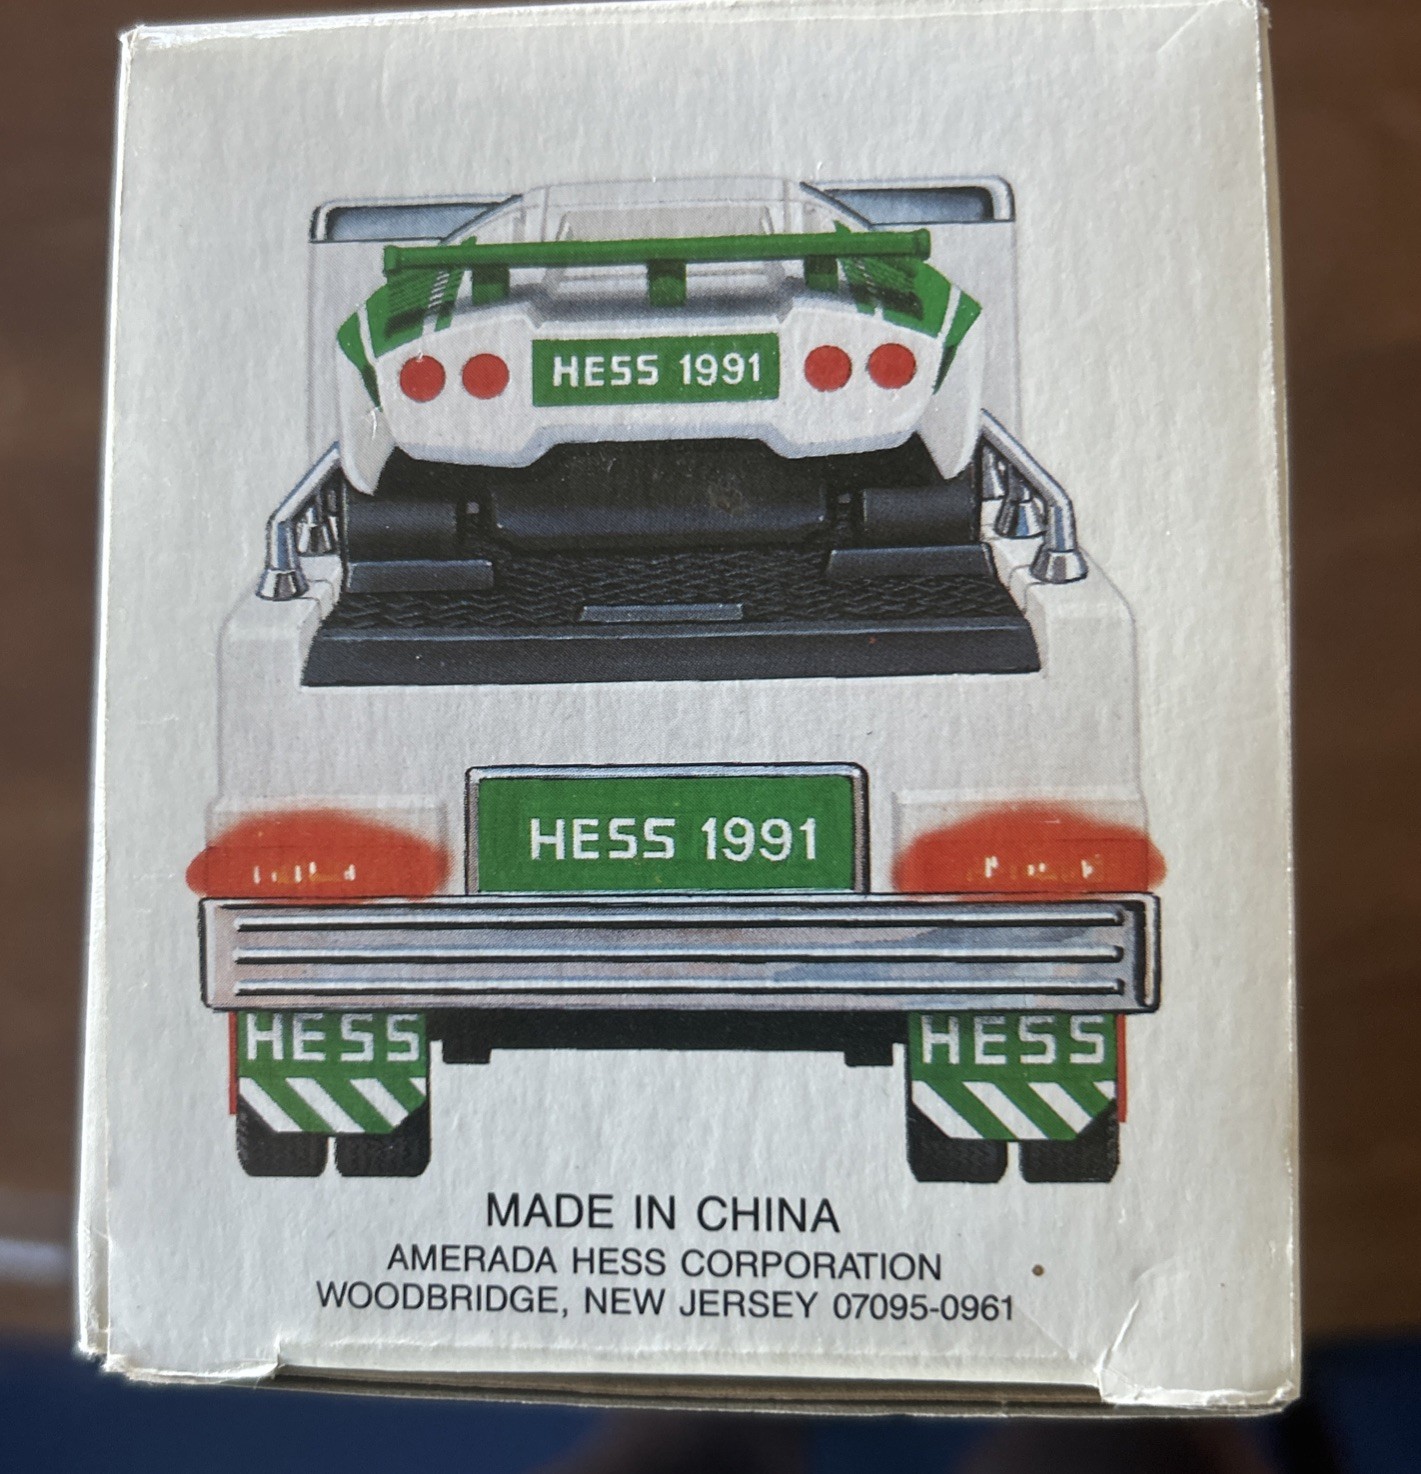 HESS 1991
HESS 1991
HESS HESS
MADE IN CHINA
AMERADA HESS CORPORATION
WOODBRIDGE, NEW JERSEY 07095-0961